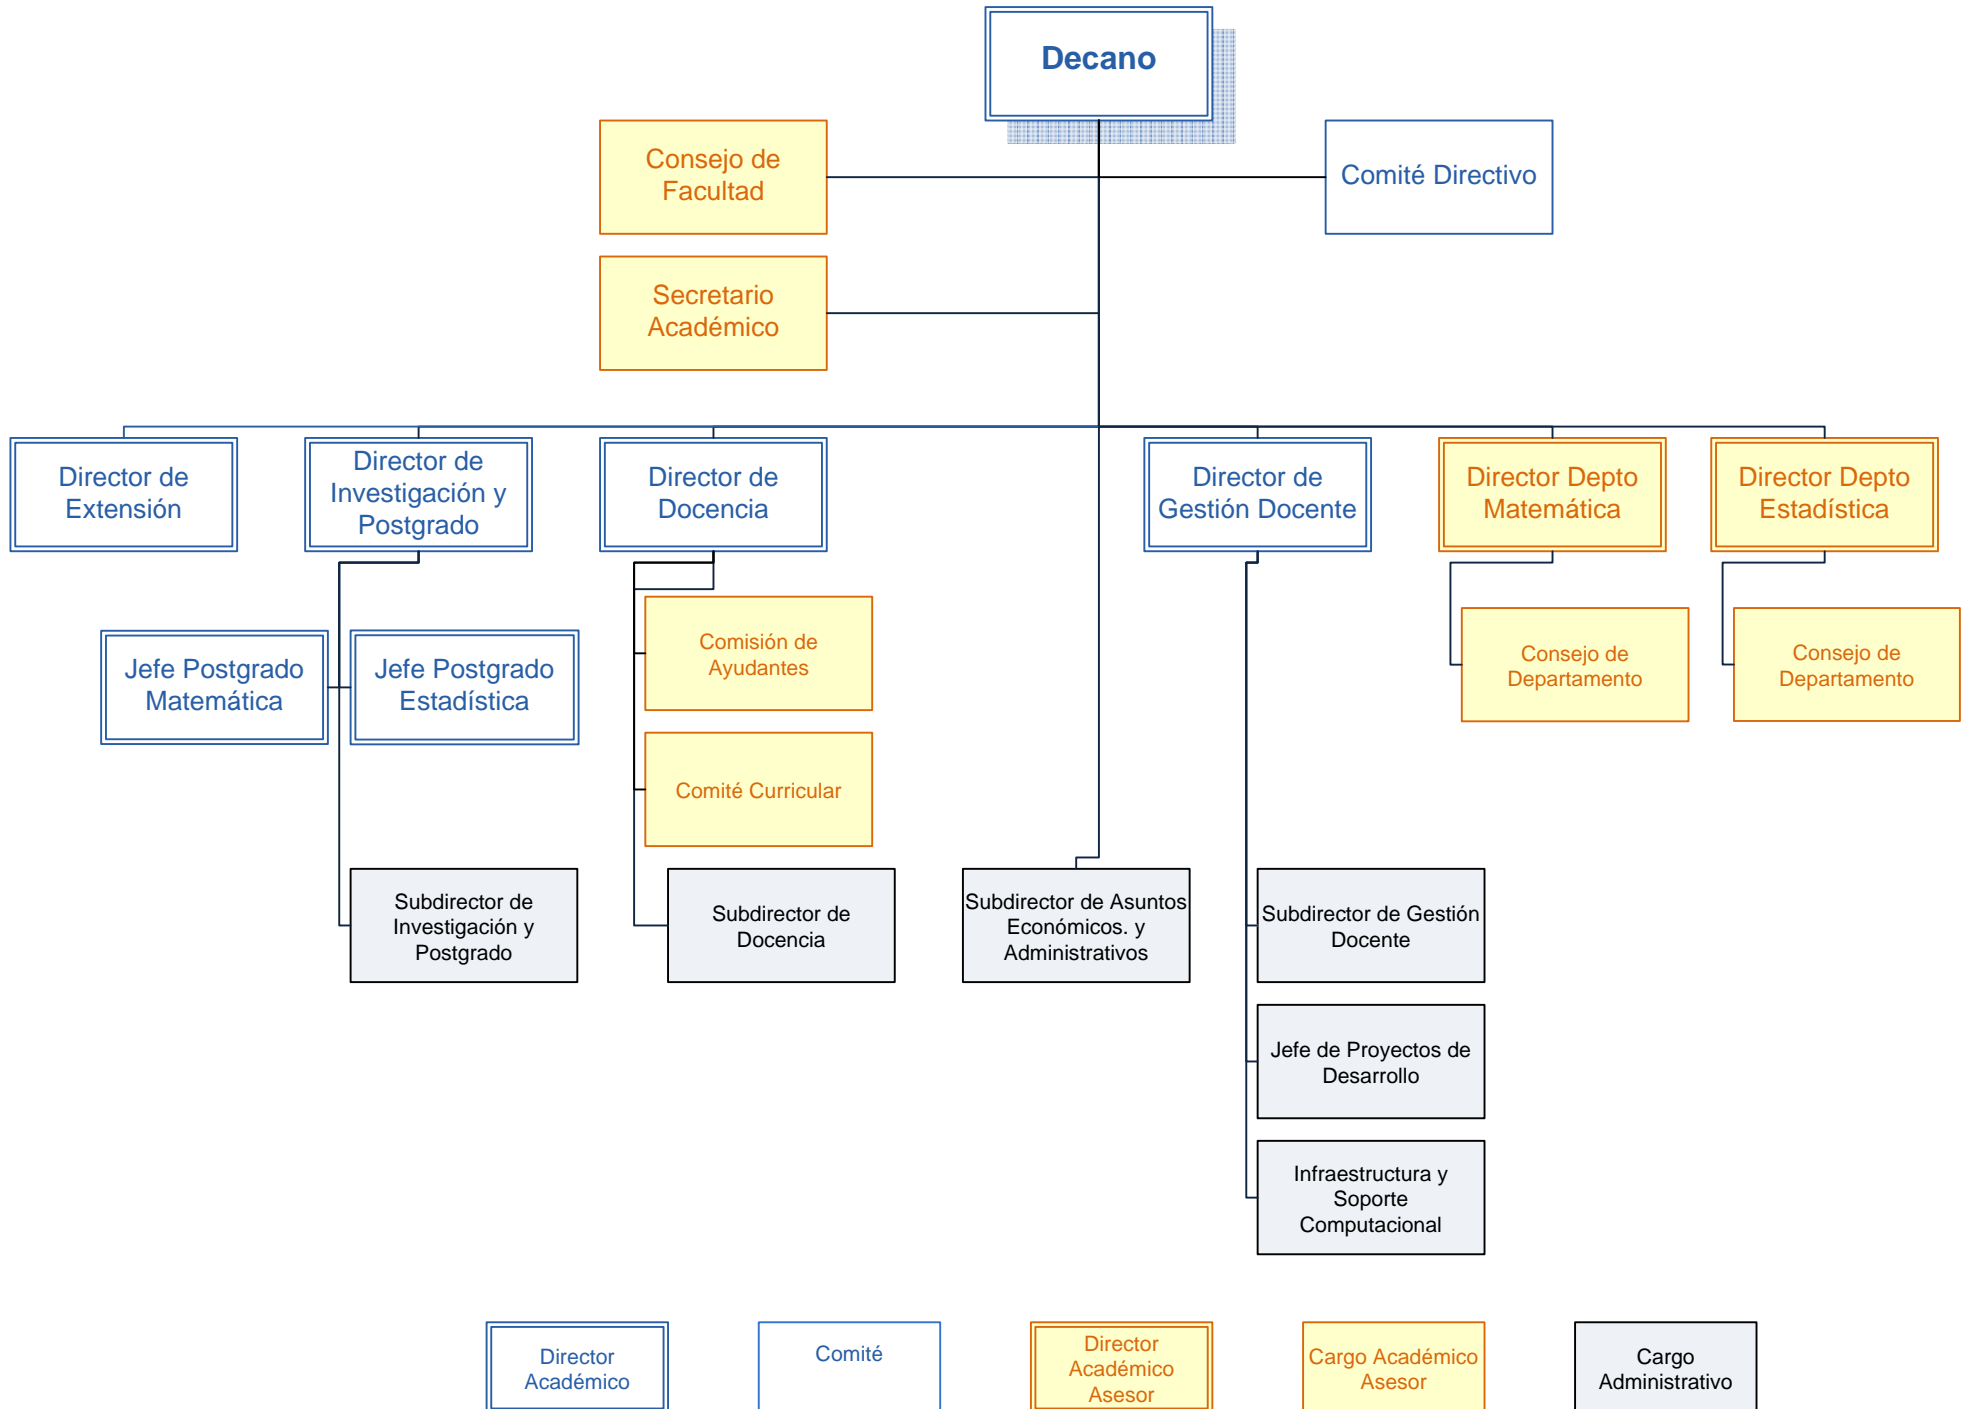 Decano
Consejo de
Facultad
Comité Directivo
Secretario
Académico
Director de
Extensión
Director de
Investigación y
Postgrado
Director de
Docencia
Director de
Gestión Docente
Director Depto
Matemática
Director Depto
Estadística
Jefe Postgrado
Matemática
Jefe Postgrado
Estadística
Comisión de
Ayudantes
Consejo de
Departamento
Consejo de
Departamento
Comité Curricular
Subdirector de
Investigación y
Postgrado
Subdirector de
Docencia
Subdirector de Asuntos
Económicos. y
Administrativos
Subdirector de Gestión
Docente
Jefe de Proyectos de
Desarrollo
Infraestructura y
Soporte
Computacional
Director
Académico
Comité
Director
Académico
Asesor
Cargo Académico
Asesor
Cargo
Administrativo